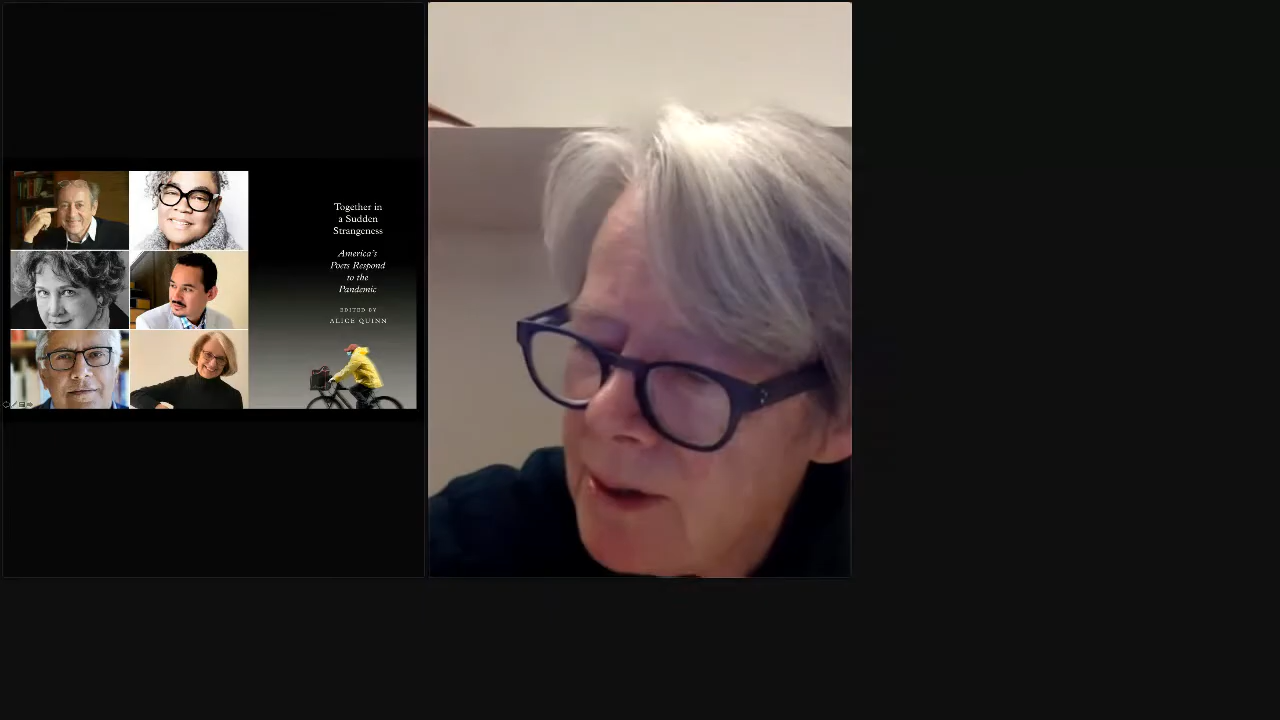 Together in
a Sudden
Strangeness
America's
Poets Respond
to the
Pandemic
EDITED BY
ALICE QUINN